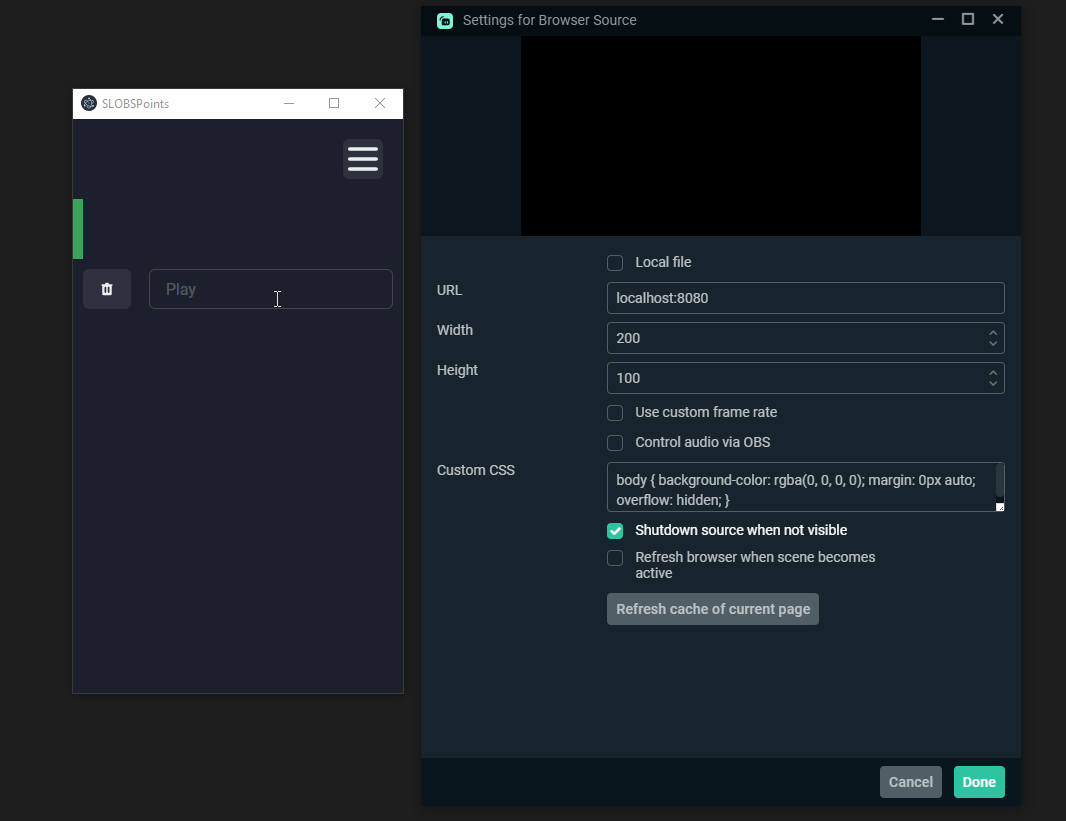 Settings for Browser Source
SLOBSPoints
Play
Local file
URL
localhost:8080
Width
200
Height
100
Use custom frame rate
Control audio via OBS
Custom CSS
body { background-color: rgba(0, 0, 0, 0); margin: 0px auto;
overflow: hidden; }
Shutdown source when not visible
Refresh browser when scene becomes
active
Refresh cache of current page
Cancel
Done